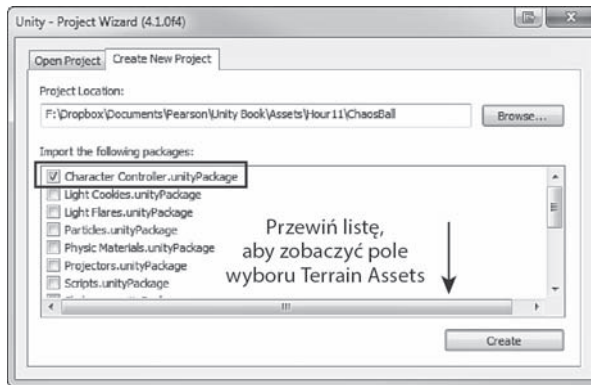 Unity - Project Wizard (4.1.0f4)
Open Project
Create New Project
Project Location:
F:\Dropbox\Documents\Pearson\Unity Book\Assets\Hour11\ChaosBall
Browse...
Import the following packages:
Character Controller.unityPackage
Light Cookies.unityPackage
Light Flares.unityPackage
Particles.unityPackage
Physic Materials.unityPackage
Projectors.unityPackage
Scripts.unityPackage
Przewiń listę,
aby zobaczyć pole
wyboru Terrain Assets
Create